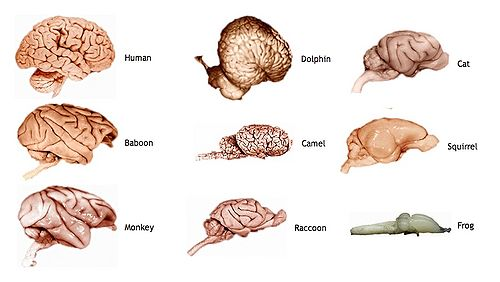 Human
Dolphin
Cat
Baboon
Camel
Squirrel
Monkey
Raccoon
Frog